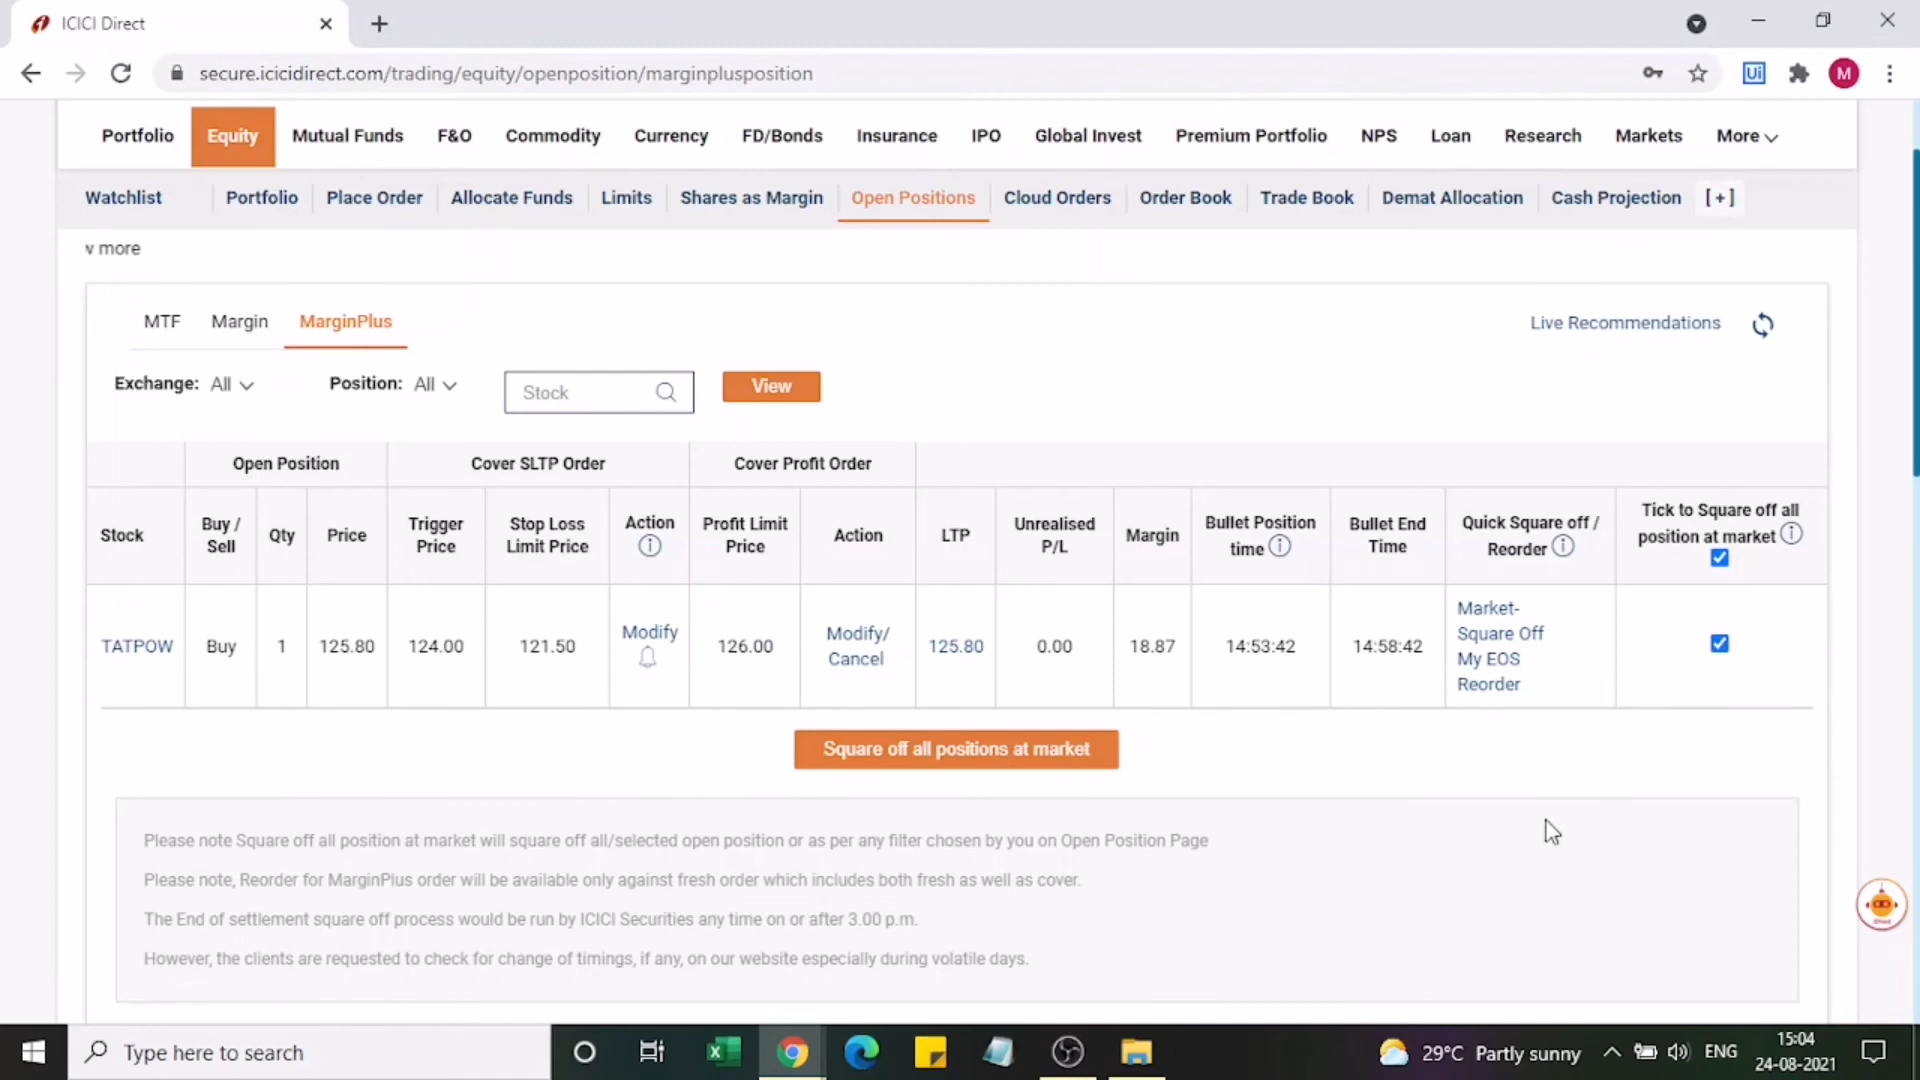 ICICI Direct
secure.icicidirect.com/trading/equity/openposition/marginplusposition
Ui
M
Portfolio Equity Mutual Funds F&O Commodity Currency FD/Bonds Insurance IPO Global Invest Premium Portfolio NPS Loan Research Markets More
Watchlist Portfolio Place Order Allocate Funds Limits Shares as Margin Open Positions Cloud Orders Order Book Trade Book Demat Allocation Cash Projection [+]
v more
MTF Margin MarginPlus Live Recommendations
Exchange: All Position: All Stock View
Open Position Cover SLTP Order Cover Profit Order
Stock
Buy /
Sell
Qty
Price
Trigger
Price
Stop Loss
Limit Price
Action
Profit Limit
Price
Action
LTP
Unrealised
P/L
Margin
Bullet Position
time
Bullet End
Time
Quick Square off /
Reorder
Tick to Square off all
position at market
TATPOW
Buy
1
125.80
124.00
121.50
Modify
126.00
Modify/
Cancel
125.80
0.00
18.87
14:53:42
14:58:42
Market-
Square Off
My EOS
Reorder
Square off all positions at market
Please note Square off all position at market will square off all/selected open position or as per any filter chosen by you on Open Position Page
Please note, Reorder for MarginPlus order will be available only against fresh order which includes both fresh as well as cover.
The End of settlement square off process would be run by ICICI Securities any time on or after 3.00 p.m.
However, the clients are requested to check for change of timings, if any, on our website especially during volatile days.
Type here to search
29°C Partly sunny
ENG
15:04
24-08-2021